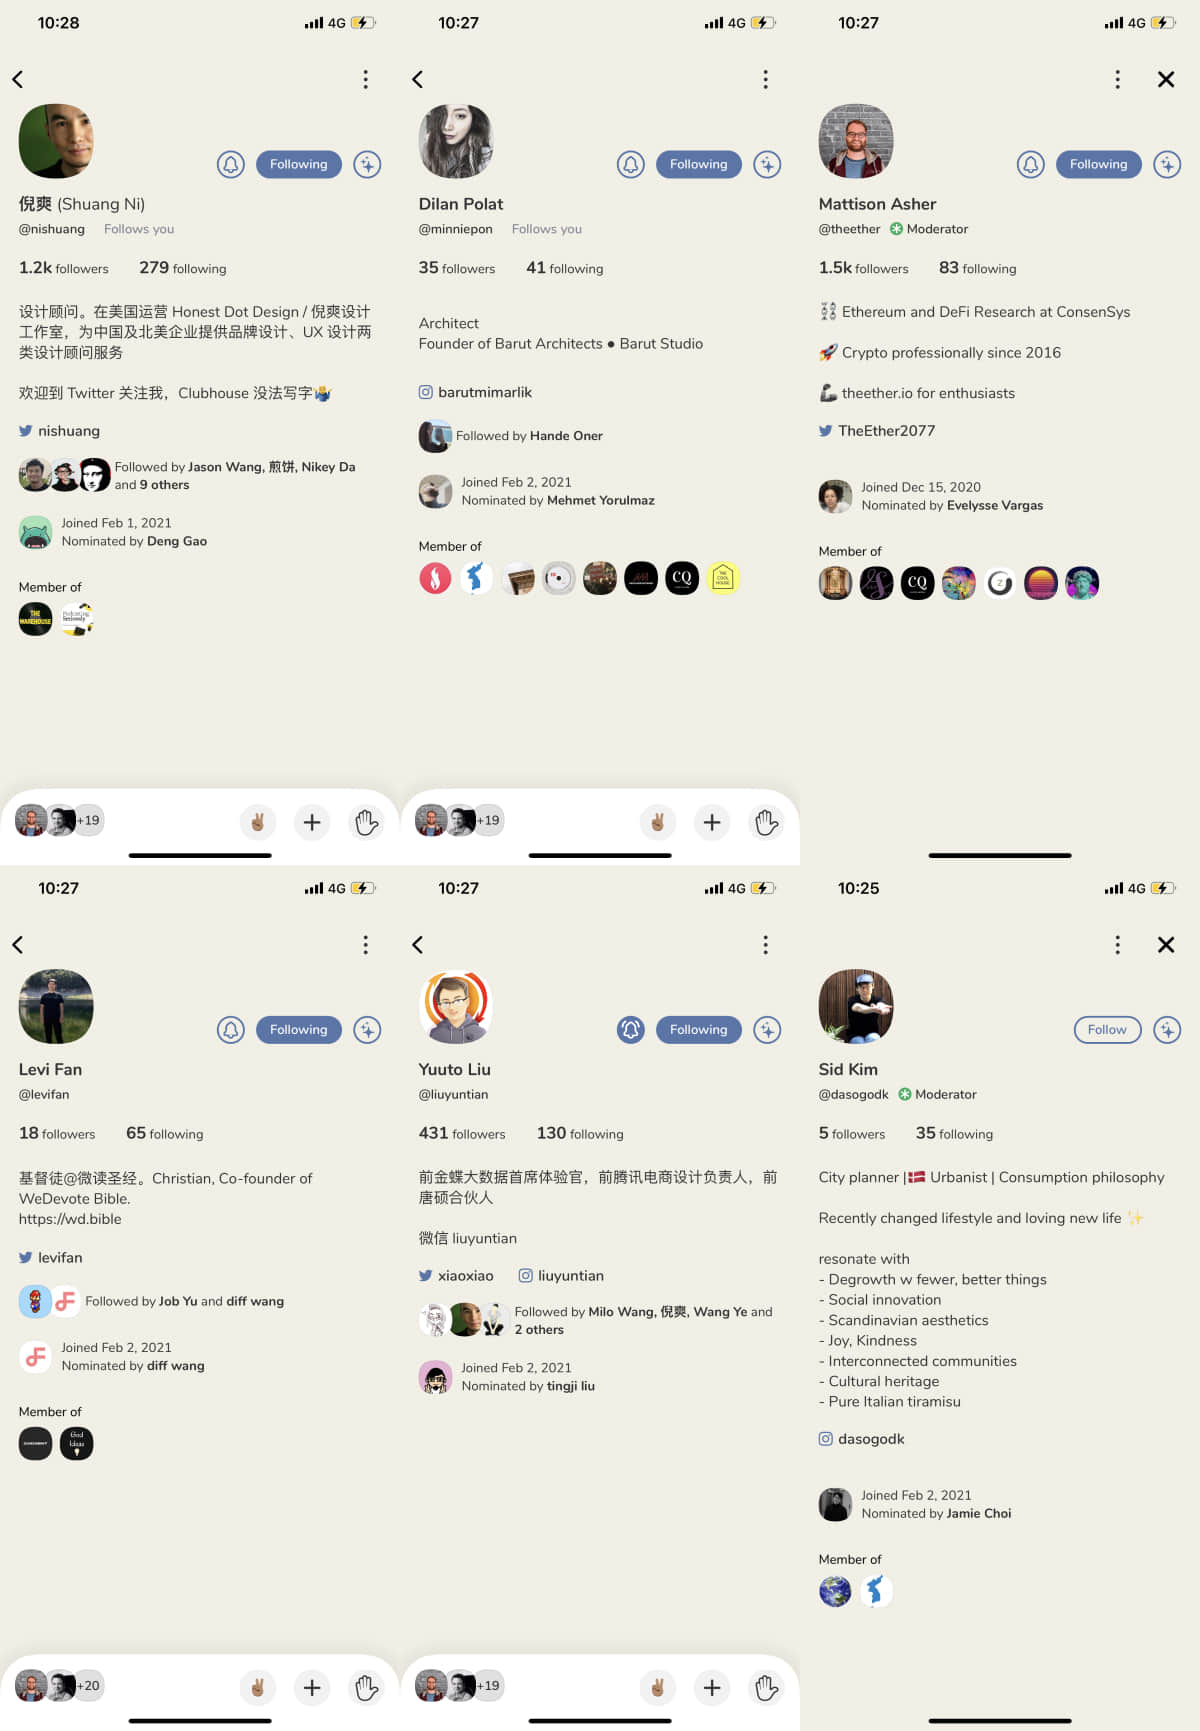 10:28
4G
Following
倪爽 (Shuang Ni)
@nishuang Follows you
1.2k followers 279 following
设计顾问。在美国运营 Honest Dot Design / 倪爽设计
工作室，为中国及北美企业提供品牌设计、UX 设计两
类设计顾问服务
欢迎到 Twitter 关注我，Clubhouse 没法写字🤷
nishuang
Followed by Jason Wang, 煎饼, Nikey Da
and 9 others
Joined Feb 1, 2021
Nominated by Deng Gao
Member of
THE
WAREHOUSE
+19
10:27
4G
Following
Dilan Polat
@minniepon Follows you
35 followers 41 following
Architect
Founder of Barut Architects ● Barut Studio
barutmimarlik
Followed by Hande Oner
Joined Feb 2, 2021
Nominated by Mehmet Yorulmaz
Member of
CQ
THE
COOL
HOUSE
+19
10:27
4G
Following
Mattison Asher
@theether Moderator
1.5k followers 83 following
⛓ Ethereum and DeFi Research at ConsenSys
🚀 Crypto professionally since 2016
🦾 theether.io for enthusiasts
TheEther2077
Joined Dec 15, 2020
Nominated by Evelysse Vargas
Member of
CQ
Z
10:27
4G
Following
Levi Fan
@levifan
18 followers 65 following
基督徒@微读圣经。Christian, Co-founder of
WeDevote Bible.
https://wd.bible
levifan
Followed by Job Yu and diff wang
Joined Feb 2, 2021
Nominated by diff wang
Member of
God
Ideas
+20
10:27
4G
Following
Yuuto Liu
@liuyuntian
431 followers 130 following
前金蝶大数据首席体验官，前腾讯电商设计负责人，前
唐硕合伙人
微信 liuyuntian
xiaoxiao liuyuntian
Followed by Milo Wang, 倪爽, Wang Ye and
2 others
Joined Feb 2, 2021
Nominated by tingji liu
+19
10:25
4G
Follow
Sid Kim
@dasogodk Moderator
5 followers 35 following
City planner |🇩🇰 Urbanist | Consumption philosophy
Recently changed lifestyle and loving new life ✨
resonate with
- Degrowth w fewer, better things
- Social innovation
- Scandinavian aesthetics
- Joy, Kindness
- Interconnected communities
- Cultural heritage
- Pure Italian tiramisu
dasogodk
Joined Feb 2, 2021
Nominated by Jamie Choi
Member of